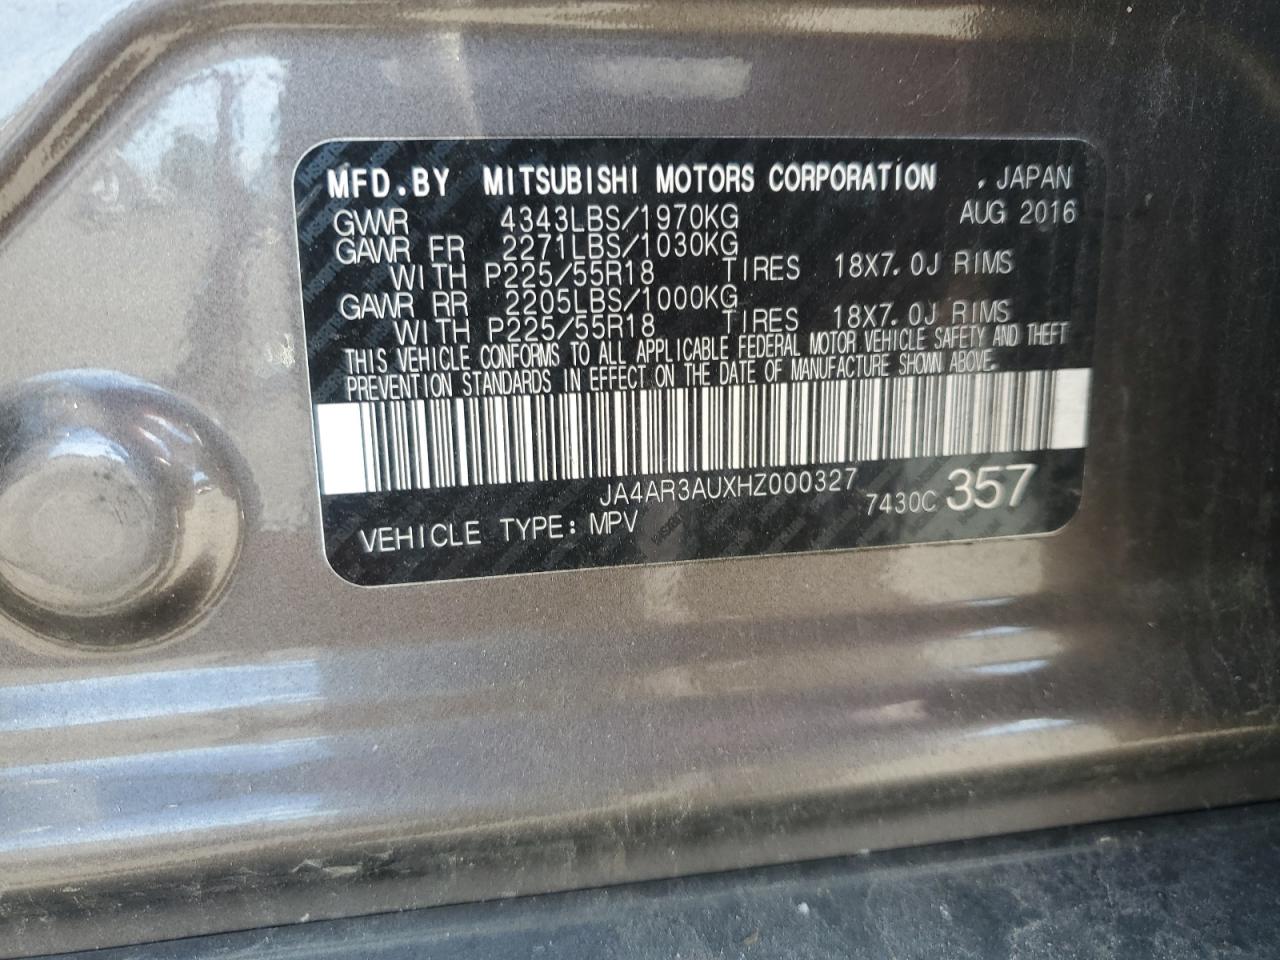 MFD.BY MITSUBISHI MOTORS CORPORATION . JAPAN
GVWR 4343LBS/1970KG AUG 2016
GAWR FR 2271LBS/1030KG
WITH P225/55R18 TIRES 18X7.0J RIMS
GAWR RR 2205LBS/1000KG
WITH P225/55R18 TIRES 18X7.0J RIMS
THIS VEHICLE CONFORMS TO ALL APPLICABLE FEDERAL MOTOR VEHICLE SAFETY AND THEFT
PREVENTION STANDARDS IN EFFECT ON THE DATE OF MANUFACTURE SHOWN ABOVE.
JA4AR3AUXHZ000327
7430C 357
VEHICLE TYPE: MPV